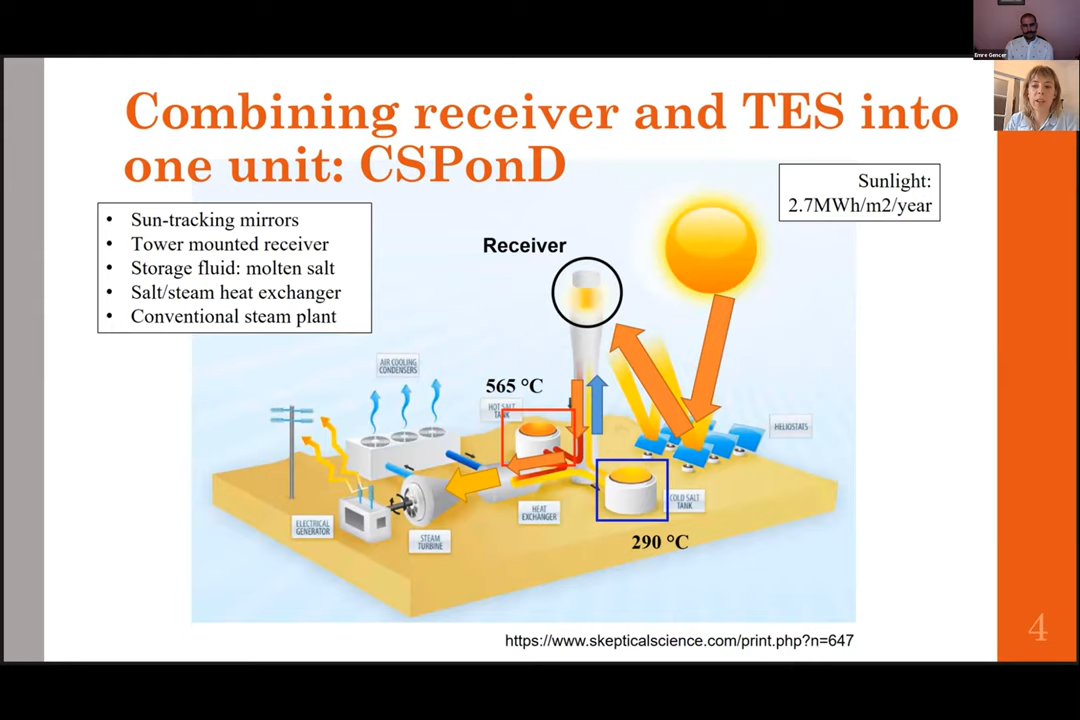 Emre Gencer
Combining receiver and TES into
one unit: CSPonD
Sunlight:
2.7MWh/m2/year
• Sun-tracking mirrors
• Tower mounted receiver
• Storage fluid: molten salt
• Salt/steam heat exchanger
• Conventional steam plant
Receiver
AIR COOLING
CONDENSERS
565 °C
HOT SALT
TANK
HELIOSTATS
COLD SALT
TANK
HEAT
EXCHANGER
ELECTRICAL
GENERATOR
STEAM
TURBINE
290 °C
https://www.skepticalscience.com/print.php?n=647
4